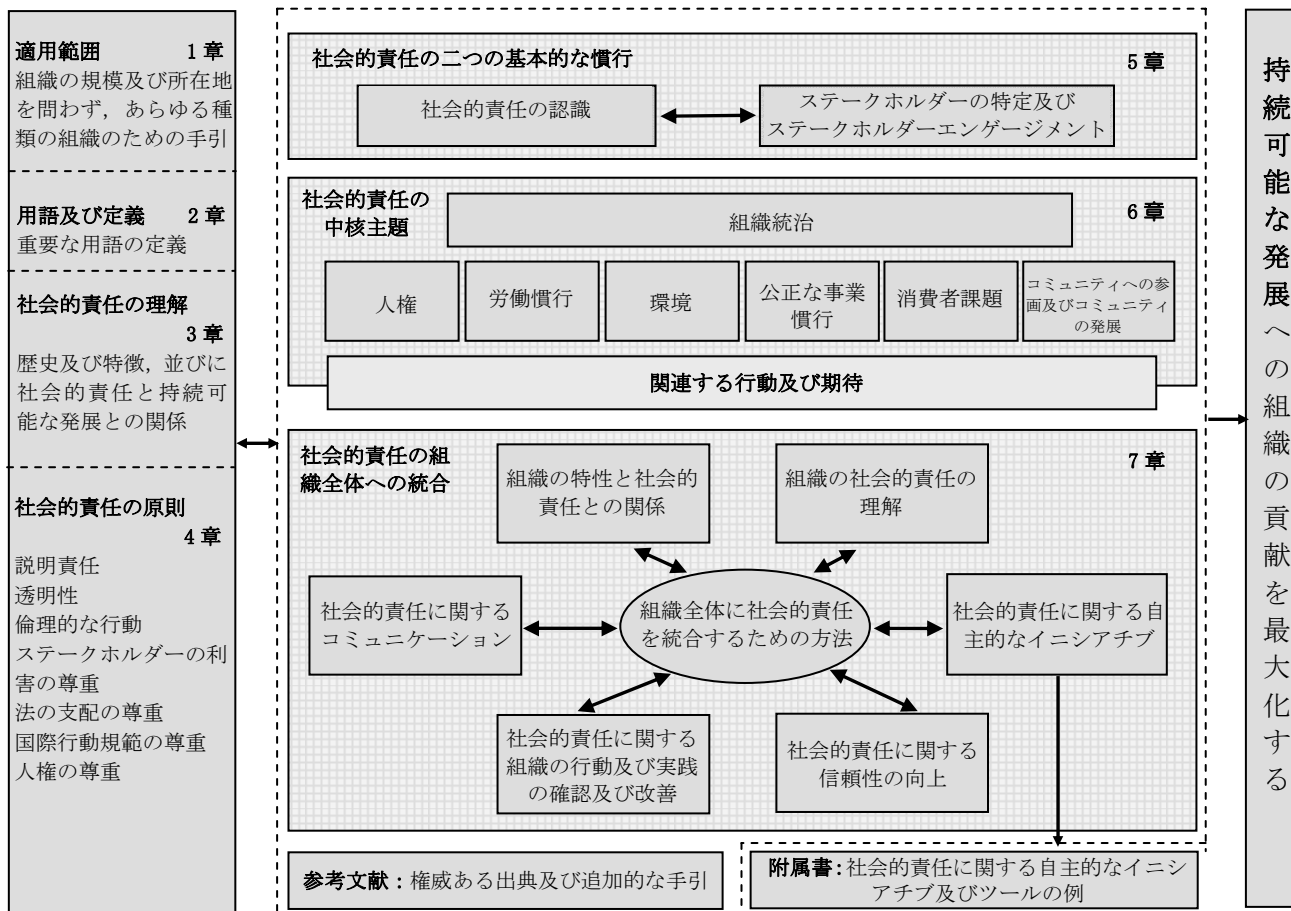 適用範囲　1章
組織の規模及び所在地
を問わず，あらゆる種
類の組織のための手引
用語及び定義　2章
重要な用語の定義
社会的責任の理解
3章
歴史及び特徴，並びに
社会的責任と持続可
能な発展との関係
社会的責任の原則
4章
説明責任
透明性
倫理的な行動
ステークホルダーの利
害の尊重
法の支配の尊重
国際行動規範の尊重
人権の尊重
社会的責任の二つの基本的な慣行　5章
社会的責任の認識
ステークホルダーの特定及び
ステークホルダーエンゲージメント
社会的責任の
中核主題
6章
組織統治
人権
労働慣行
環境
公正な事業
慣行
消費者課題
コミュニティへの参
画及びコミュニティ
の発展
関連する行動及び期待
社会的責任の組
織全体への統合
7章
組織の特性と社会的
責任との関係
組織の社会的責任の
理解
社会的責任に関する
コミュニケーション
組織全体に社会的責任
を統合するための方法
社会的責任に関する自
主的なイニシアチブ
社会的責任に関する
組織の行動及び実践
の確認及び改善
社会的責任に関する
信頼性の向上
参考文献：権威ある出典及び追加的な手引
附属書：社会的責任に関する自主的なイニシ
アチブ及びツールの例
持続可能な発展への組織の貢献を最大化する